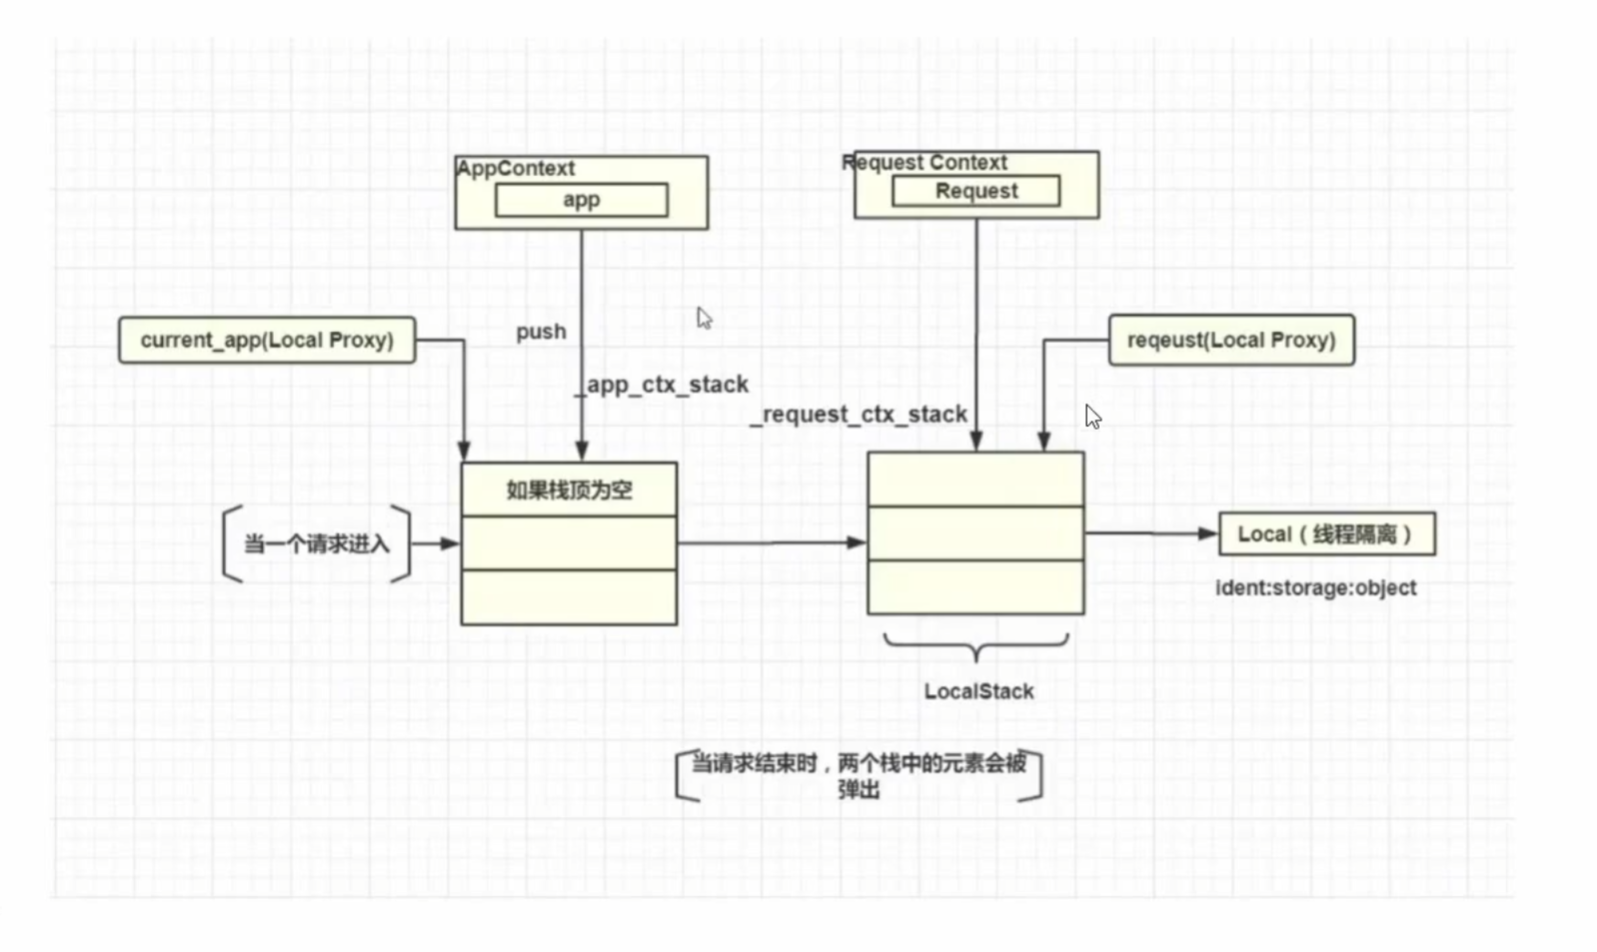 AppContext
app
Request Context
Request
current_app(Local Proxy)
push
reqeust(Local Proxy)
_app_ctx_stack
_request_ctx_stack
如果栈顶为空
当一个请求进入
Local（线程隔离）
ident:storage:object
LocalStack
当请求结束时，两个栈中的元素会被
弹出